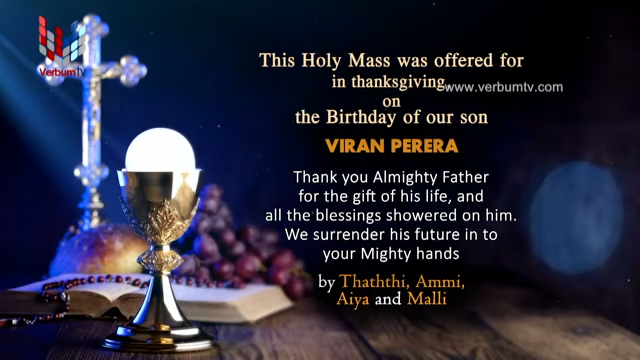 VerbumTV
This Holy Mass was offered for
in thanksgiving
www.verbumtv.com
on
the Birthday of our son
VIRAN PERERA
Thank you Almighty Father
for the gift of his life, and
all the blessings showered on him.
We surrender his future in to
your Mighty hands
by Thaththi, Ammi,
Aiya and Malli